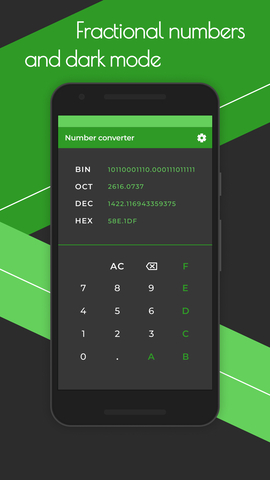 Fractional numbers
and dark mode
Number converter
BIN 10110001110.000111011111
OCT 2616.0737
DEC 1422.116943359375
HEX 58E.1DF
AC F
7 8 9 E
4 5 6 D
1 2 3 C
0 . A B